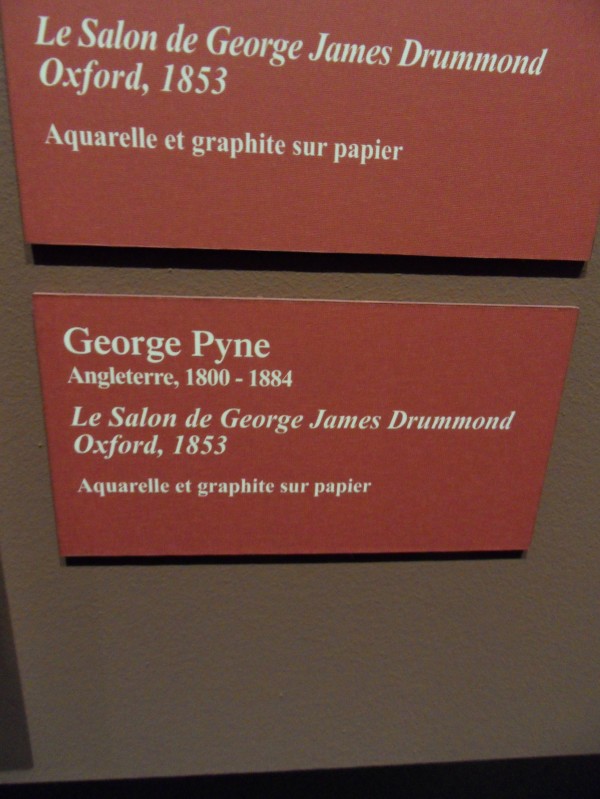 Le Salon de George James Drummond
Oxford, 1853
Aquarelle et graphite sur papier
George Pyne
Angleterre, 1800 - 1884
Le Salon de George James Drummond
Oxford, 1853
Aquarelle et graphite sur papier